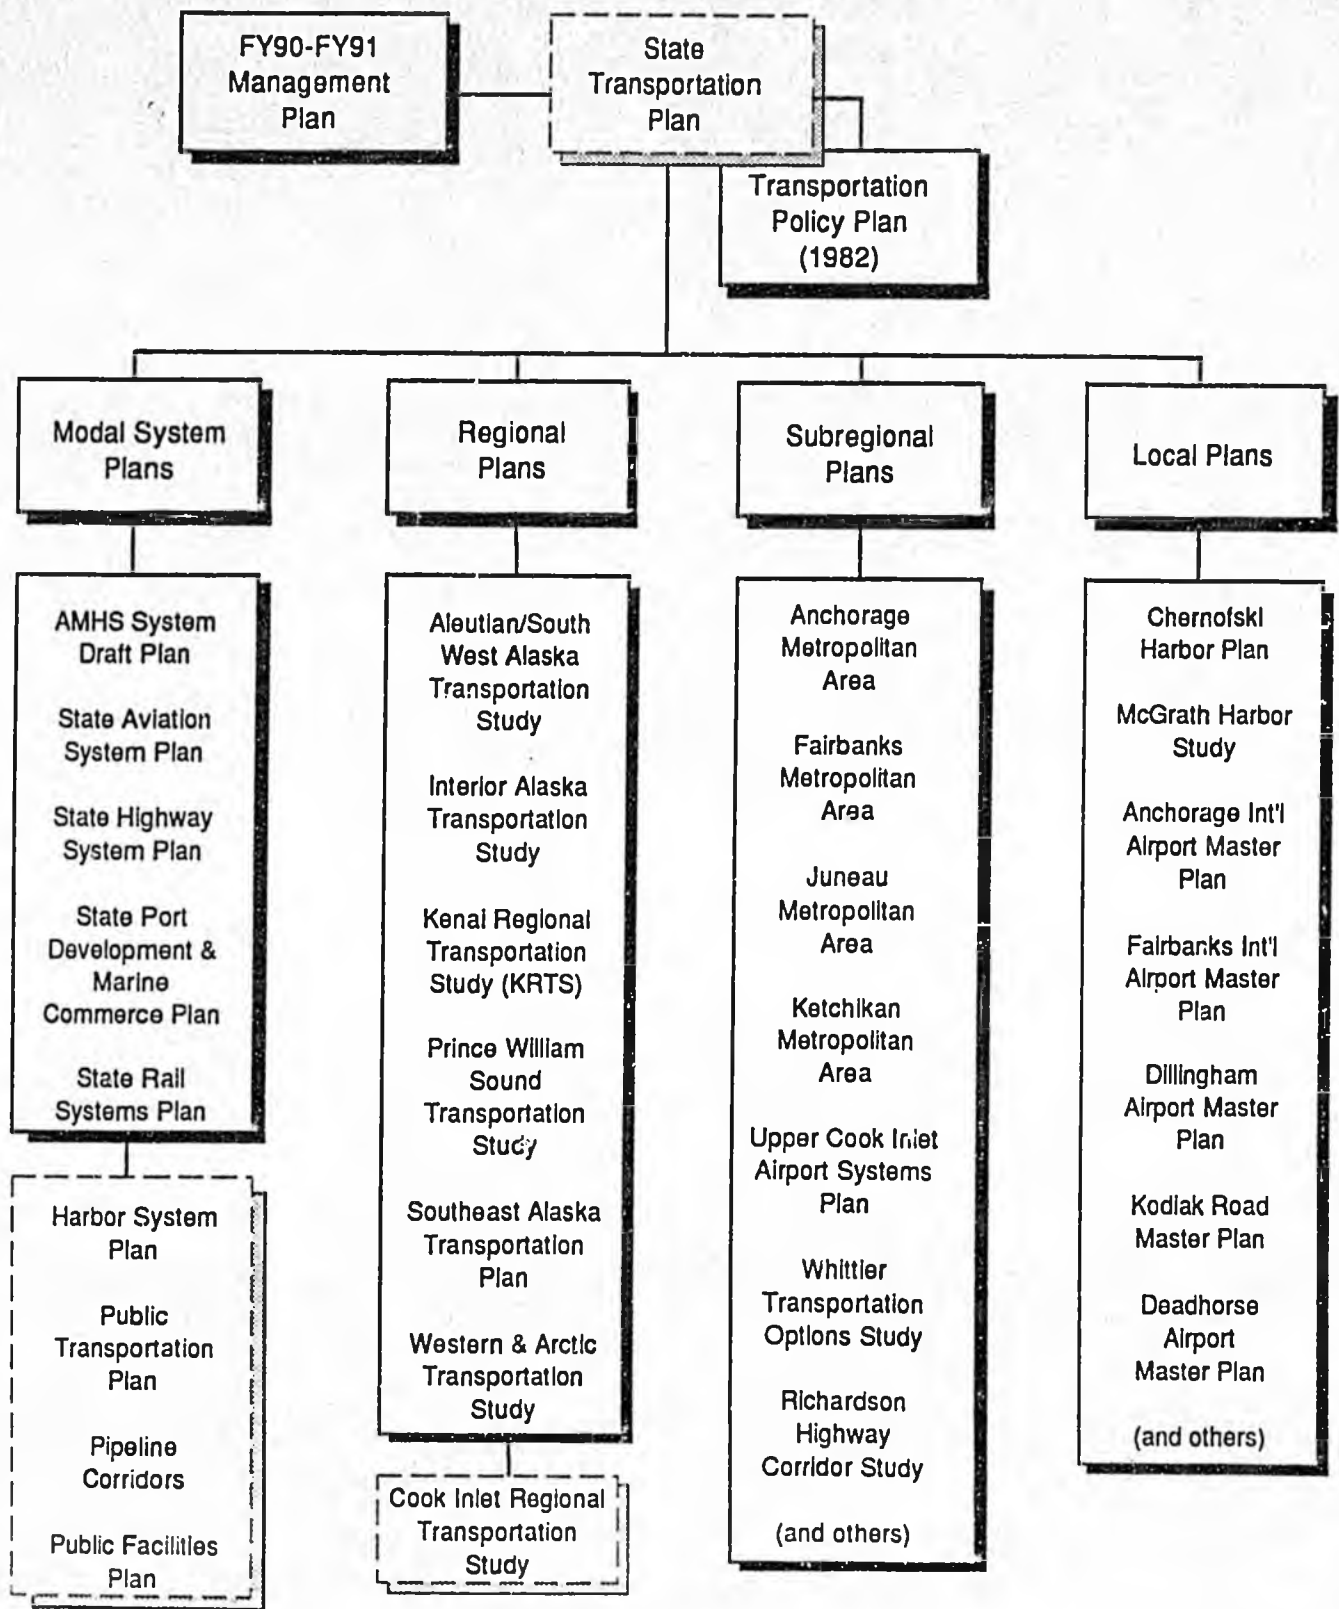 FY90-FY91
Management
Plan
State
Transportation
Plan
Transportation
Policy Plan
(1982)
Modal System
Plans
Regional
Plans
Subregional
Plans
Local Plans
AMHS System
Draft Plan
State Aviation
System Plan
State Highway
System Plan
State Port
Development &
Marine
Commerce Plan
State Rail
Systems Plan
Harbor System
Plan
Public
Transportation
Plan
Pipeline
Corridors
Public Facilities
Plan
Aleutian/South
West Alaska
Transportation
Study
Interior Alaska
Transportation
Study
Kenai Regional
Transportation
Study (KRTS)
Prince William
Sound
Transportation
Study
Southeast Alaska
Transportation
Plan
Western & Arctic
Transportation
Study
Cook Inlet Regional
Transportation
Study
Anchorage
Metropolitan
Area
Fairbanks
Metropolitan
Area
Juneau
Metropolitan
Area
Ketchikan
Metropolitan
Area
Upper Cook Inlet
Airport Systems
Plan
Whittier
Transportation
Options Study
Richardson
Highway
Corridor Study
(and others)
Chernofski
Harbor Plan
McGrath Harbor
Study
Anchorage Int'l
Airport Master
Plan
Fairbanks Int'l
Airport Master
Plan
Dillingham
Airport Master
Plan
Kodiak Road
Master Plan
Deadhorse
Airport
Master Plan
(and others)